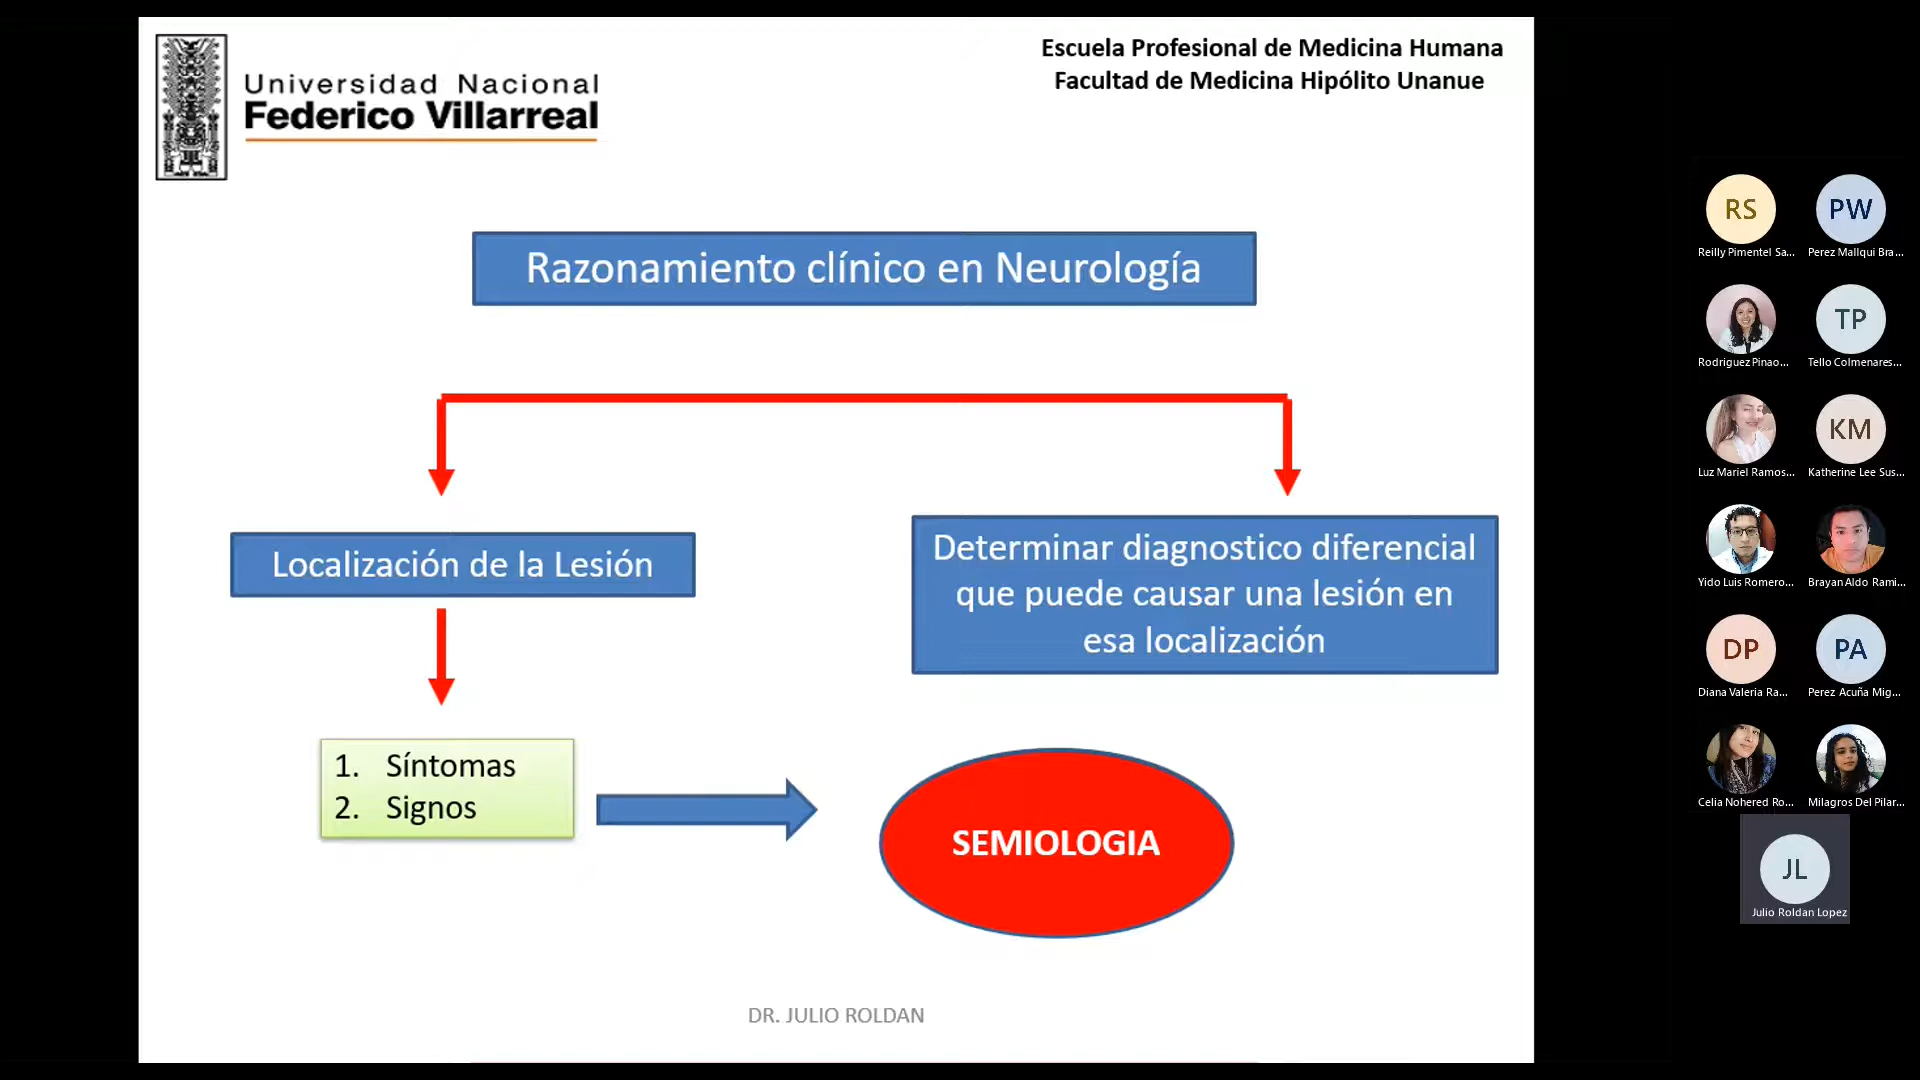 Universidad Nacional
Federico Villarreal
Escuela Profesional de Medicina Humana
Facultad de Medicina Hipólito Unanue
Razonamiento clínico en Neurología
Localización de la Lesión
Determinar diagnostico diferencial
que puede causar una lesión en
esa localización
1. Síntomas
2. Signos
SEMIOLOGIA
DR. JULIO ROLDAN
RS
Reilly Pimentel Sa...
PW
Perez Mallqui Bra...
Rodriguez Pinao...
TP
Tello Colmenares...
Luz Mariel Ramos...
KM
Katherine Lee Sus...
Yido Luis Romero...
Brayan Aldo Rami...
DP
Diana Valeria Ra...
PA
Perez Acuña Mig...
Celia Nohered Ro...
Milagros Del Pilar...
JL
Julio Roldan Lopez